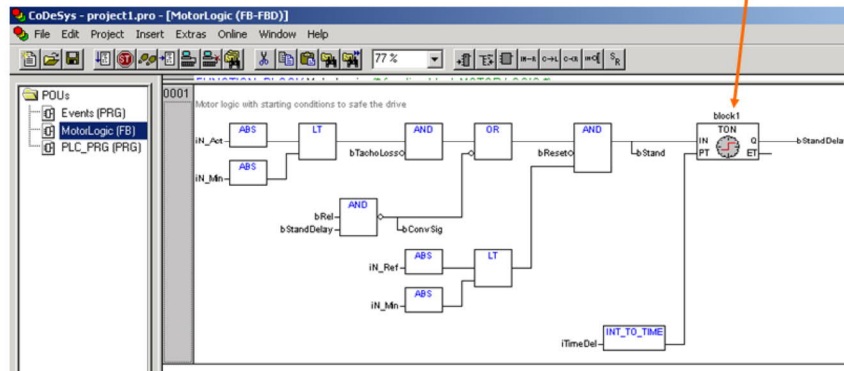 CoDeSys - project1.pro - [MotorLogic (FB-FBD)]
File Edit Project Insert Extras Online Window Help
77 %
POUs
Events (PRG)
MotorLogic (FB)
PLC_PRG (PRG)
0001
Motor logic with starting conditions to safe the drive
block1
ABS LT AND OR AND TON
iN_Act
IN Q bStandDelay
bTachoLoss bReset bStand PT ET
ABS
iN_Min
AND
bRel
bStandDelay bConvSig
ABS LT
iN_Ref
ABS
iN_Min
INT_TO_TIME
iTimeDel